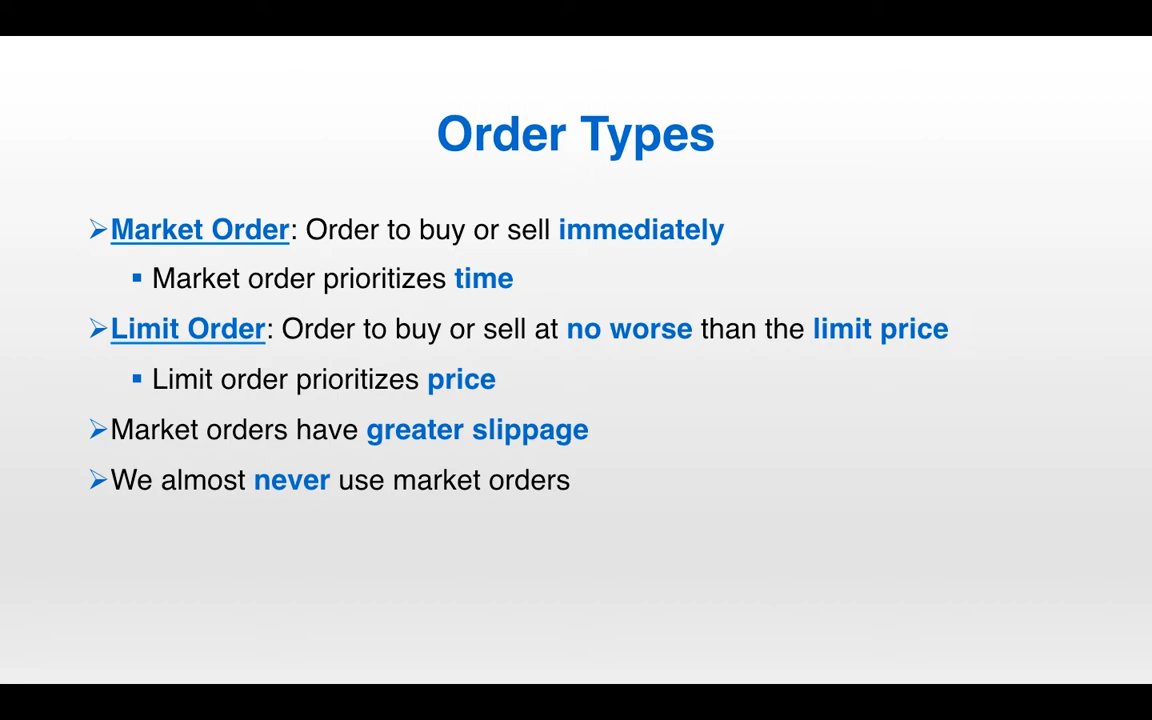 Order Types
➢Market Order: Order to buy or sell immediately
▪ Market order prioritizes time
➢Limit Order: Order to buy or sell at no worse than the limit price
▪ Limit order prioritizes price
➢Market orders have greater slippage
➢We almost never use market orders